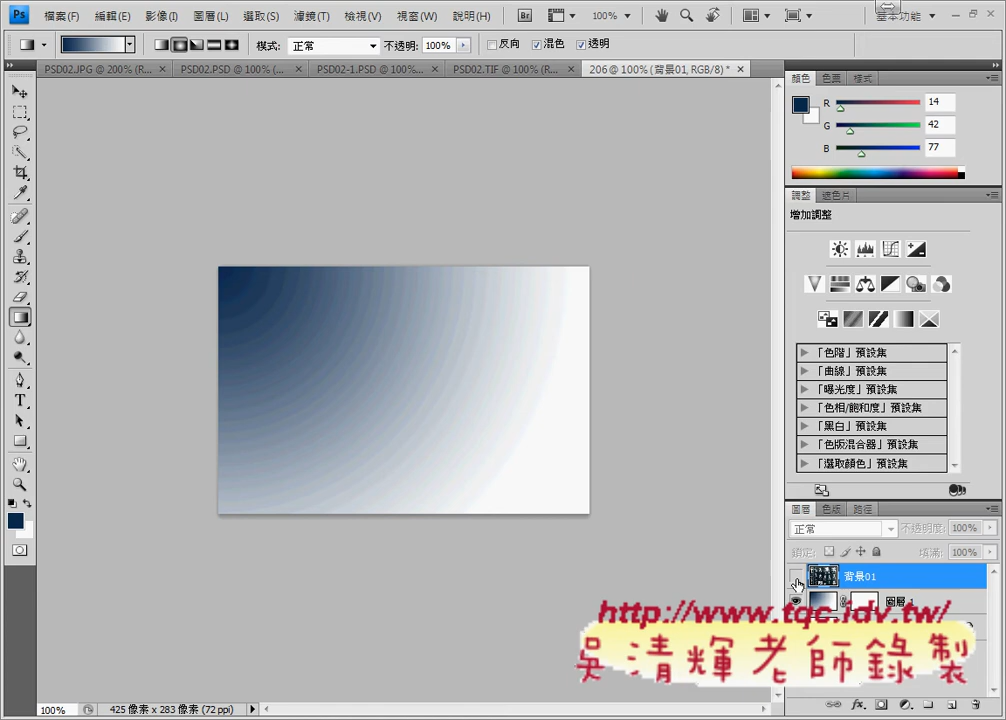 Ps 檔案(F) 編輯(E) 影像(I) 圖層(L) 選取(S) 濾鏡(T) 檢視(V) 視窗(W) 說明(H) Br 100% 基本功能
模式: 正常 不透明: 100% 反向 混色 透明
PSD02.JPG @ 200% (R... PSD02.PSD @ 100% (... PSD02-1.PSD @ 100%... PSD02.TIF @ 100% (R... 206 @ 100% (背景01, RGB/8) *
顏色 色票 樣式
R 14
G 42
B 77
調整 遮色片
增加調整
「色階」預設集
「曲線」預設集
「曝光度」預設集
「色相/飽和度」預設集
「黑白」預設集
「色版混合器」預設集
「選取顏色」預設集
圖層 色版 路徑
正常 不透明度: 100%
鎖定: 填滿: 100%
背景01
圖層 1
http://www.tqc.idv.tw/
吳清輝老師錄製
100% 425 像素 x 283 像素 (72 ppi)